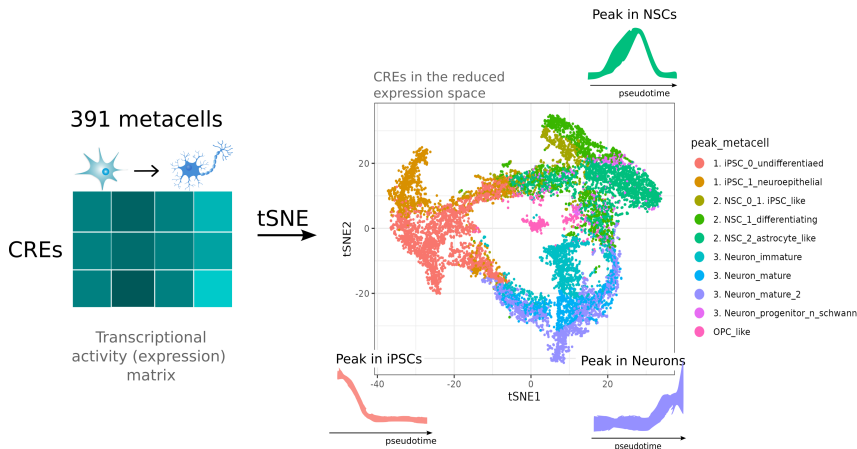 Peak in NSCs
pseudotime
CREs in the reduced
expression space
391 metacells
CREs
tSNE
Transcriptional
activity (expression)
matrix
tSNE2
20
0
-20
-40
-20
0
20
tSNE1
peak_metacell
1. iPSC_0_undifferentiaed
1. iPSC_1_neuroepithelial
2. NSC_0_1. iPSC_like
2. NSC_1_differentiating
2. NSC_2_astrocyte_like
3. Neuron_immature
3. Neuron_mature
3. Neuron_mature_2
3. Neuron_progenitor_n_schwann
OPC_like
Peak in iPSCs
pseudotime
Peak in Neurons
pseudotime